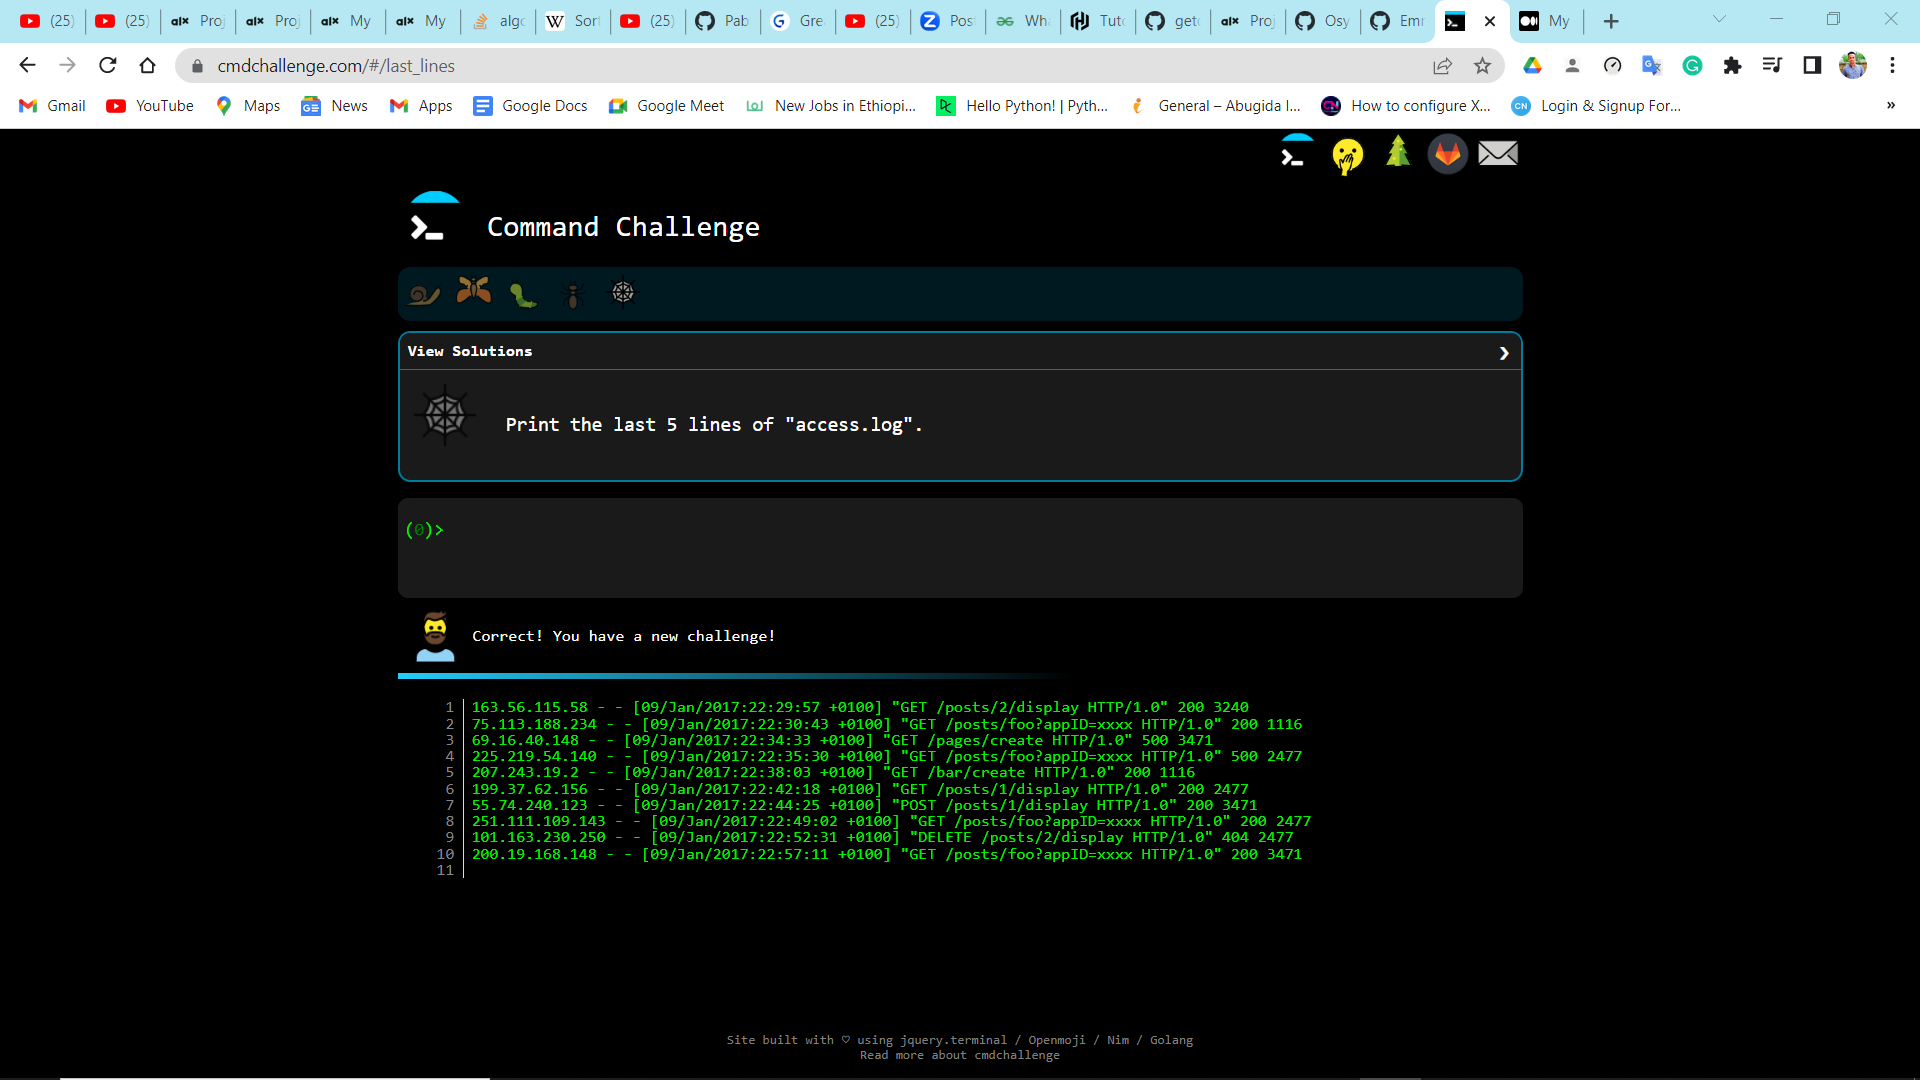 (25) (25) Proj Proj My My algo Sort (25) Pab Grea (25) Post Wha Tuto geto Proj Osy Emr My
cmdchallenge.com/#/last_lines
Gmail YouTube Maps News Apps Google Docs Google Meet New Jobs in Ethiopi... Hello Python! | Pyth... General – Abugida I... How to configure X... Login & Signup For... »
Command Challenge
View Solutions
Print the last 5 lines of "access.log".
(0)>
Correct! You have a new challenge!
1 163.56.115.58 - - [09/Jan/2017:22:29:57 +0100] "GET /posts/2/display HTTP/1.0" 200 3240
2 75.113.188.234 - - [09/Jan/2017:22:30:43 +0100] "GET /posts/foo?appID=xxxx HTTP/1.0" 200 1116
3 69.16.40.148 - - [09/Jan/2017:22:34:33 +0100] "GET /pages/create HTTP/1.0" 500 3471
4 225.219.54.140 - - [09/Jan/2017:22:35:30 +0100] "GET /posts/foo?appID=xxxx HTTP/1.0" 500 2477
5 207.243.19.2 - - [09/Jan/2017:22:38:03 +0100] "GET /bar/create HTTP/1.0" 200 1116
6 199.37.62.156 - - [09/Jan/2017:22:42:18 +0100] "GET /posts/1/display HTTP/1.0" 200 2477
7 55.74.240.123 - - [09/Jan/2017:22:44:25 +0100] "POST /posts/1/display HTTP/1.0" 200 3471
8 251.111.109.143 - - [09/Jan/2017:22:49:02 +0100] "GET /posts/foo?appID=xxxx HTTP/1.0" 200 2477
9 101.163.230.250 - - [09/Jan/2017:22:52:31 +0100] "DELETE /posts/2/display HTTP/1.0" 404 2477
10 200.19.168.148 - - [09/Jan/2017:22:57:11 +0100] "GET /posts/foo?appID=xxxx HTTP/1.0" 200 3471
11
Site built with ♡ using jquery.terminal / Openmoji / Nim / Golang
Read more about cmdchallenge